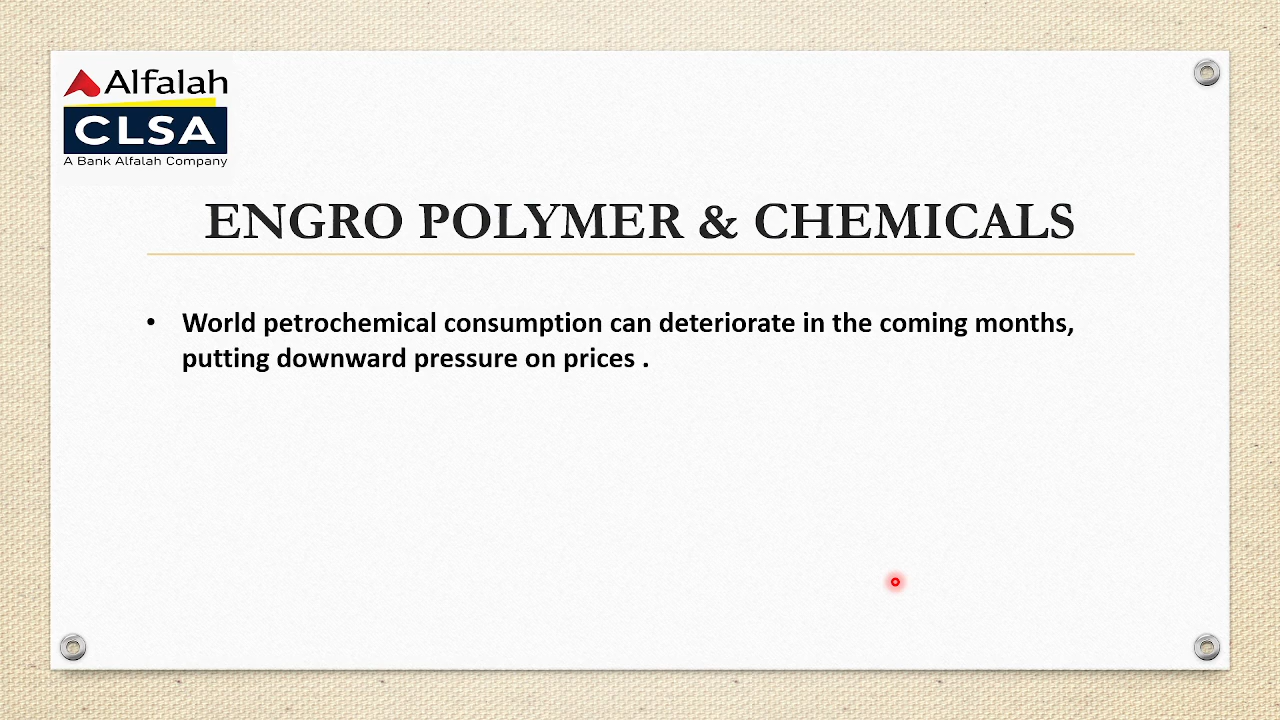 Alfalah
CLSA
A Bank Alfalah Company
ENGRO POLYMER & CHEMICALS
• World petrochemical consumption can deteriorate in the coming months,
putting downward pressure on prices .